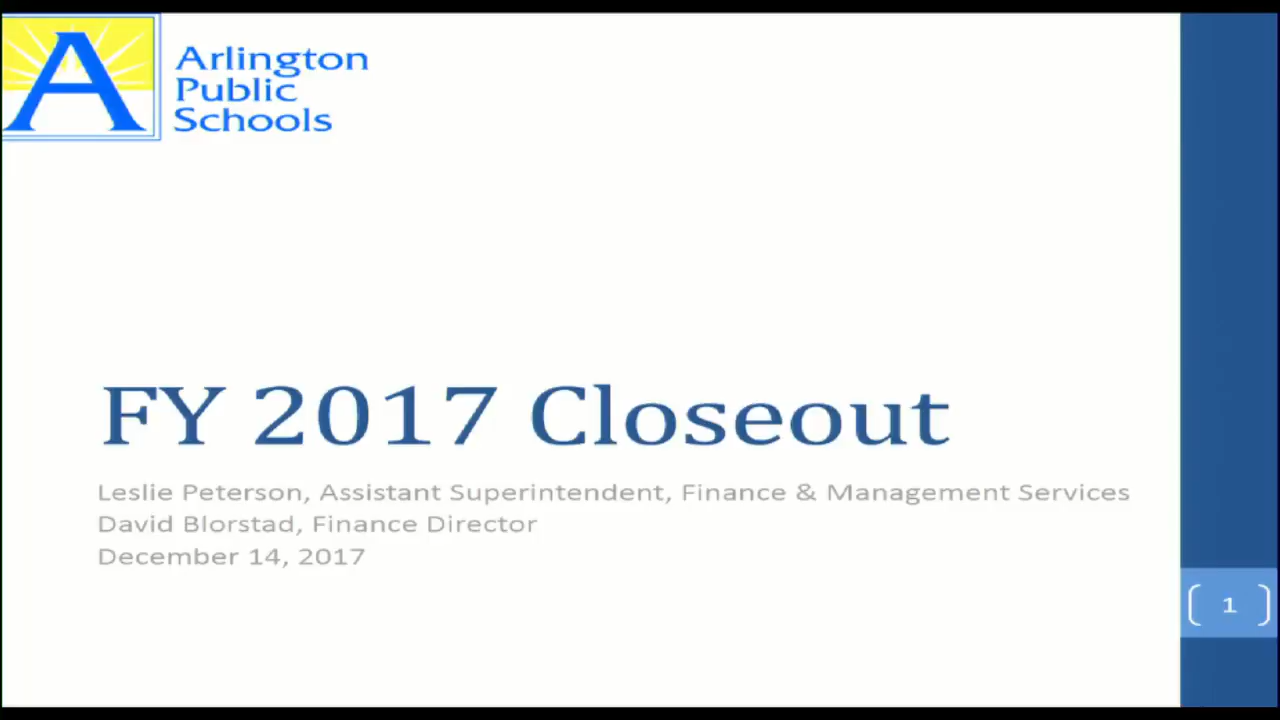 A
Arlington
Public
Schools
FY 2017 Closeout
Leslie Peterson, Assistant Superintendent, Finance & Management Services
David Blorstad, Finance Director
December 14, 2017
1